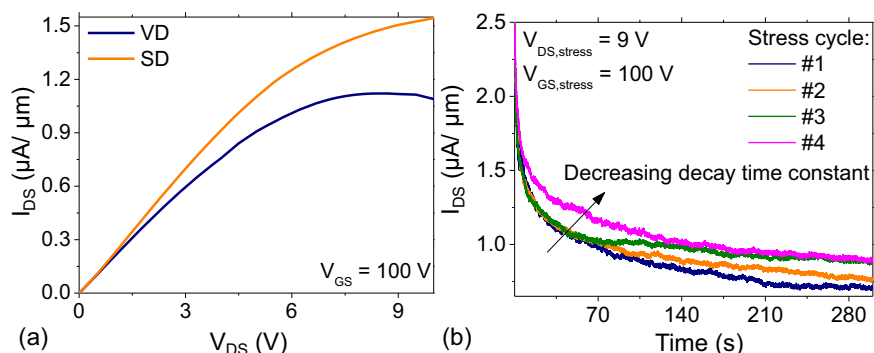 VD
SD
1.5
1.2
0.9
0.6
0.3
0.0
I_DS (μA/ μm)
V_GS = 100 V
0 3 6 9
V_DS (V)
(a)
V_DS,stress = 9 V
V_GS,stress = 100 V
Stress cycle:
#1
#2
#3
#4
Decreasing decay time constant
2.5
2.0
1.5
1.0
I_DS (μA/ μm)
70 140 210 280
Time (s)
(b)